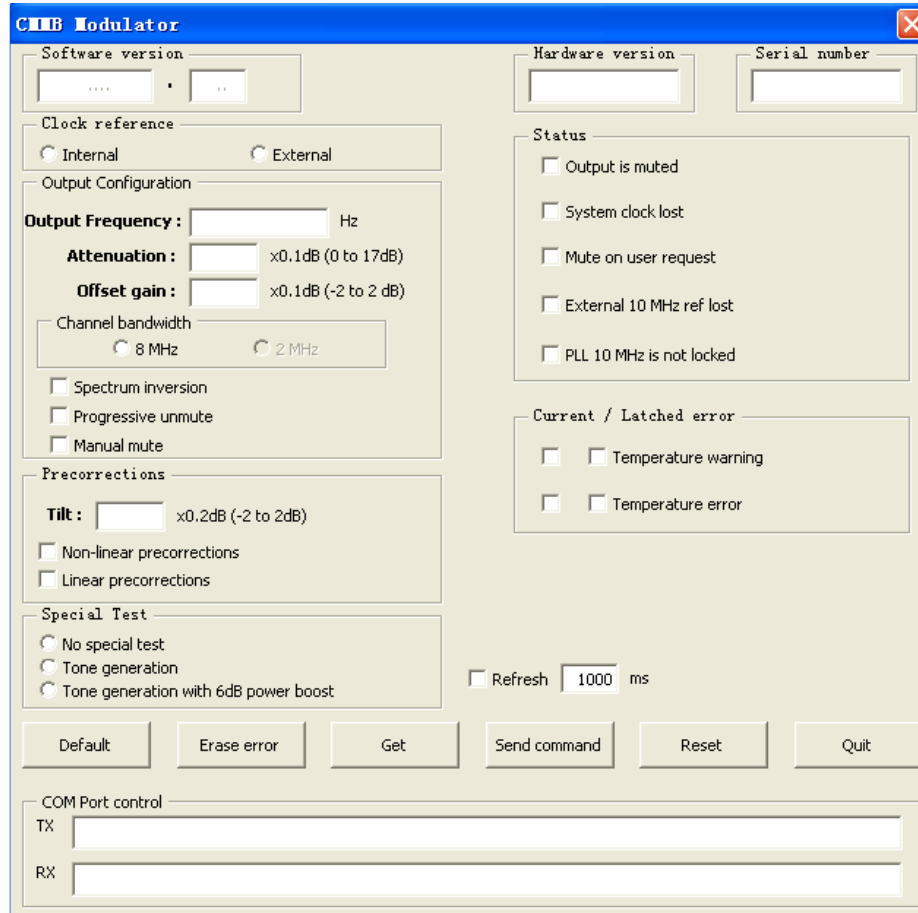 CMMB Modulator
Software version
.... . ..
Hardware version
Serial number
Clock reference
Internal External
Output Configuration
Output Frequency : Hz
Attenuation : x0.1dB (0 to 17dB)
Offset gain : x0.1dB (-2 to 2 dB)
Channel bandwidth
8 MHz 2 MHz
Spectrum inversion
Progressive unmute
Manual mute
Precorrections
Tilt : x0.2dB (-2 to 2dB)
Non-linear precorrections
Linear precorrections
Special Test
No special test
Tone generation
Tone generation with 6dB power boost
Status
Output is muted
System clock lost
Mute on user request
External 10 MHz ref lost
PLL 10 MHz is not locked
Current / Latched error
Temperature warning
Temperature error
Refresh 1000 ms
Default Erase error Get Send command Reset Quit
COM Port control
TX
RX